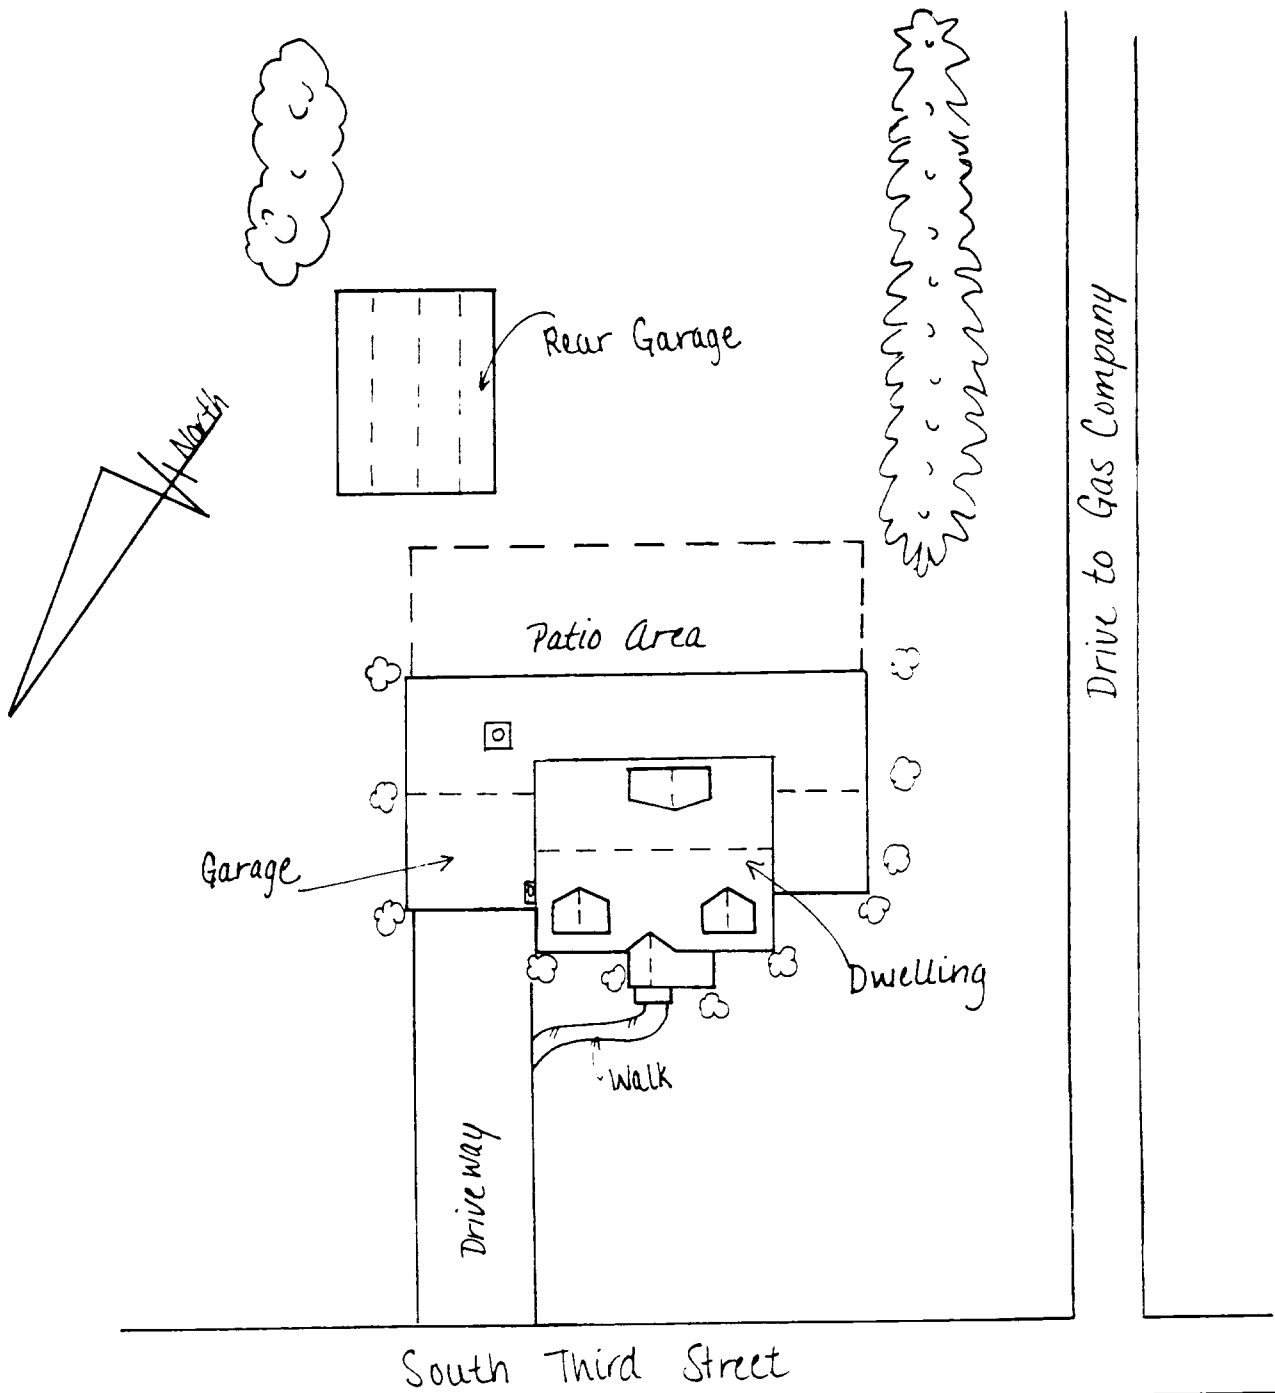 Rear Garage
North
Drive to Gas Company
Patio Area
Garage
Dwelling
Walk
Driveway
South Third Street